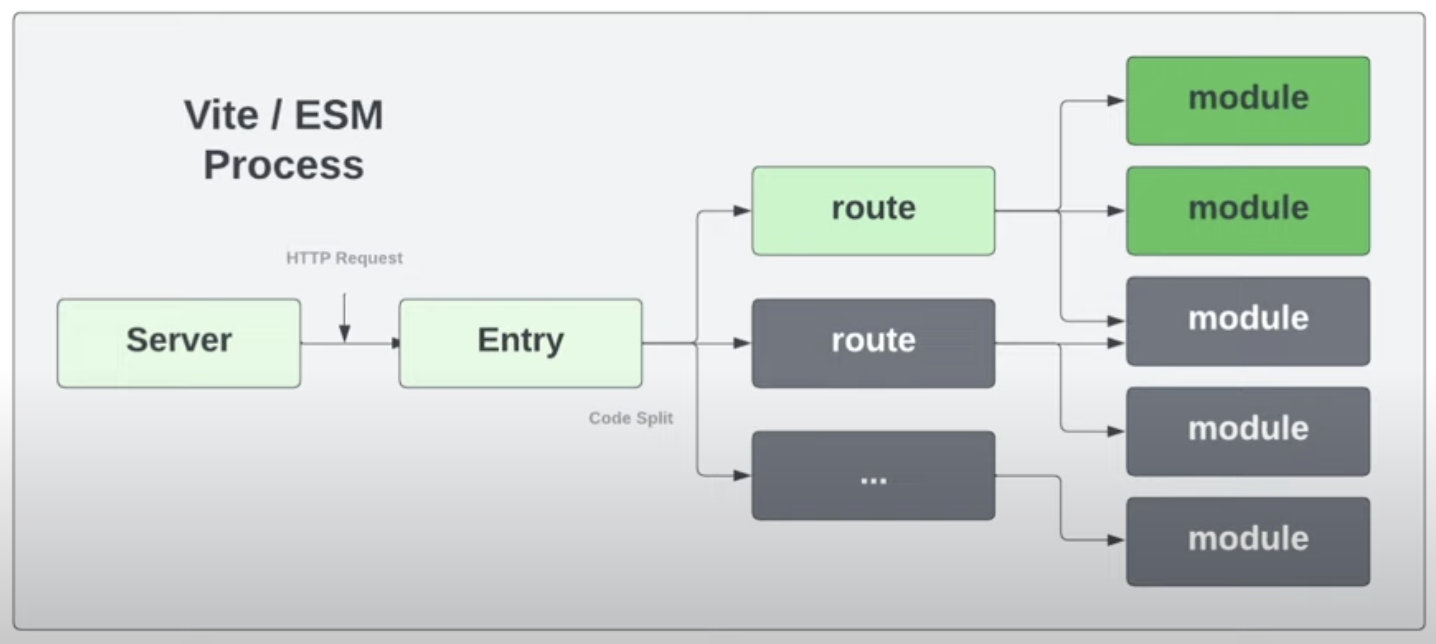 Vite / ESM
Process
HTTP Request
Server
Entry
Code Split
route
route
...
module
module
module
module
module